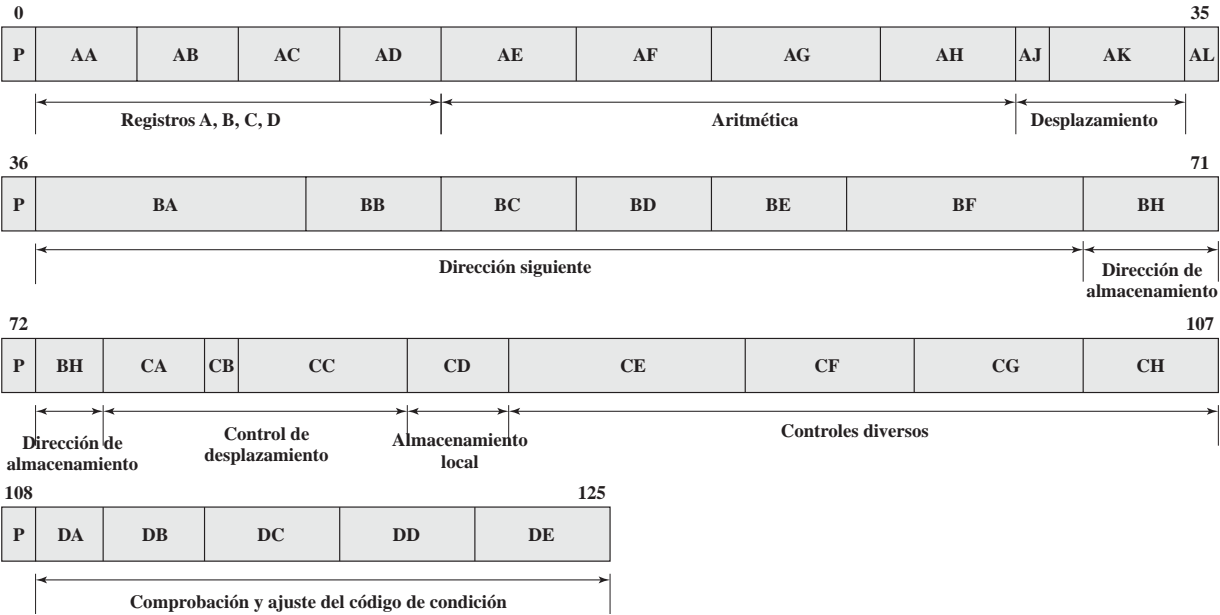 0 35
P AA AB AC AD AE AF AG AH AJ AK AL
Registros A, B, C, D Aritmética Desplazamiento
36 71
P BA BB BC BD BE BF BH
Dirección siguiente
Dirección de
almacenamiento
72 107
P BH CA CB CC CD CE CF CG CH
Dirección de
almacenamiento
Control de
desplazamiento
Almacenamiento
local
Controles diversos
108 125
P DA DB DC DD DE
Comprobación y ajuste del código de condición